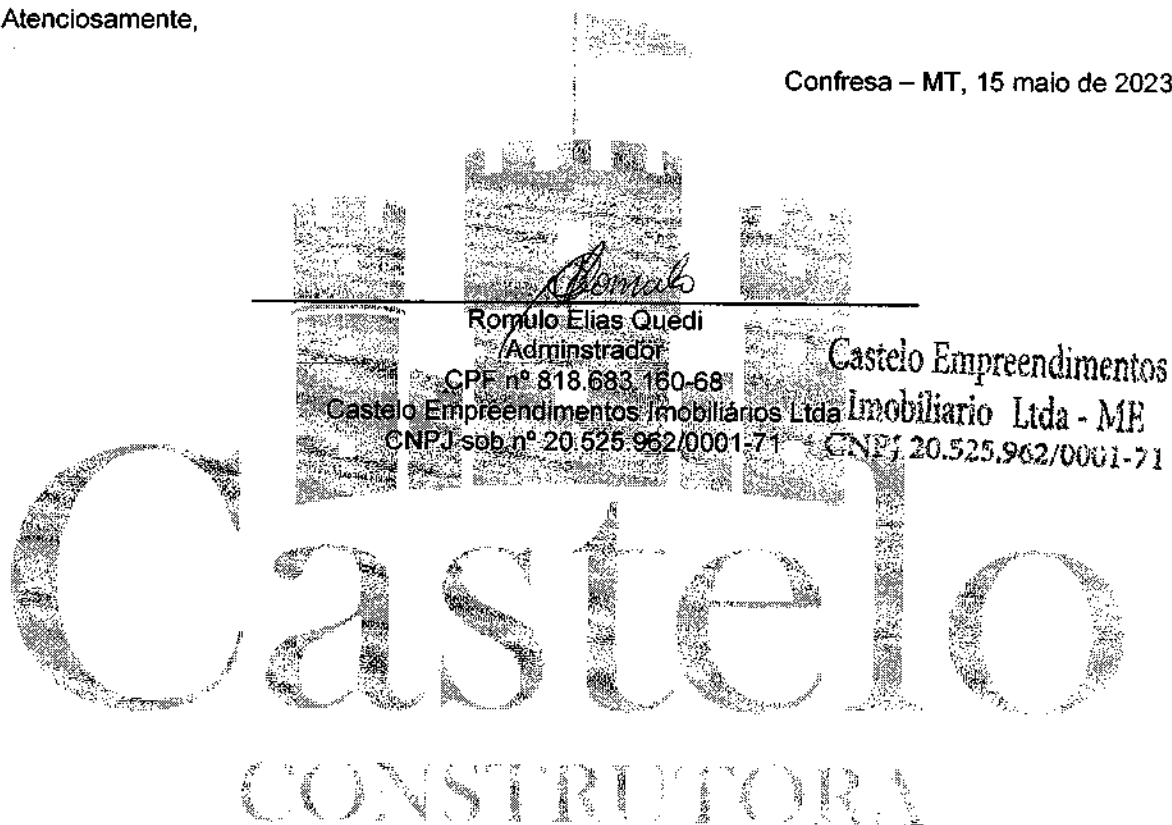 Atenciosamente,
Confresa – MT, 15 maio de 2023
Romulo
Romulo Elias Quedi
Adminstrador
CPF nº 818.683.160-68
Castelo Empreendimentos Imobiliários Ltda
CNPJ sob nº 20.525.962/0001-71
Castelo Empreendimentos
Imobiliario Ltda - ME
CNPJ 20.525.962/0001-71
Castelo
CONSTRUTORA